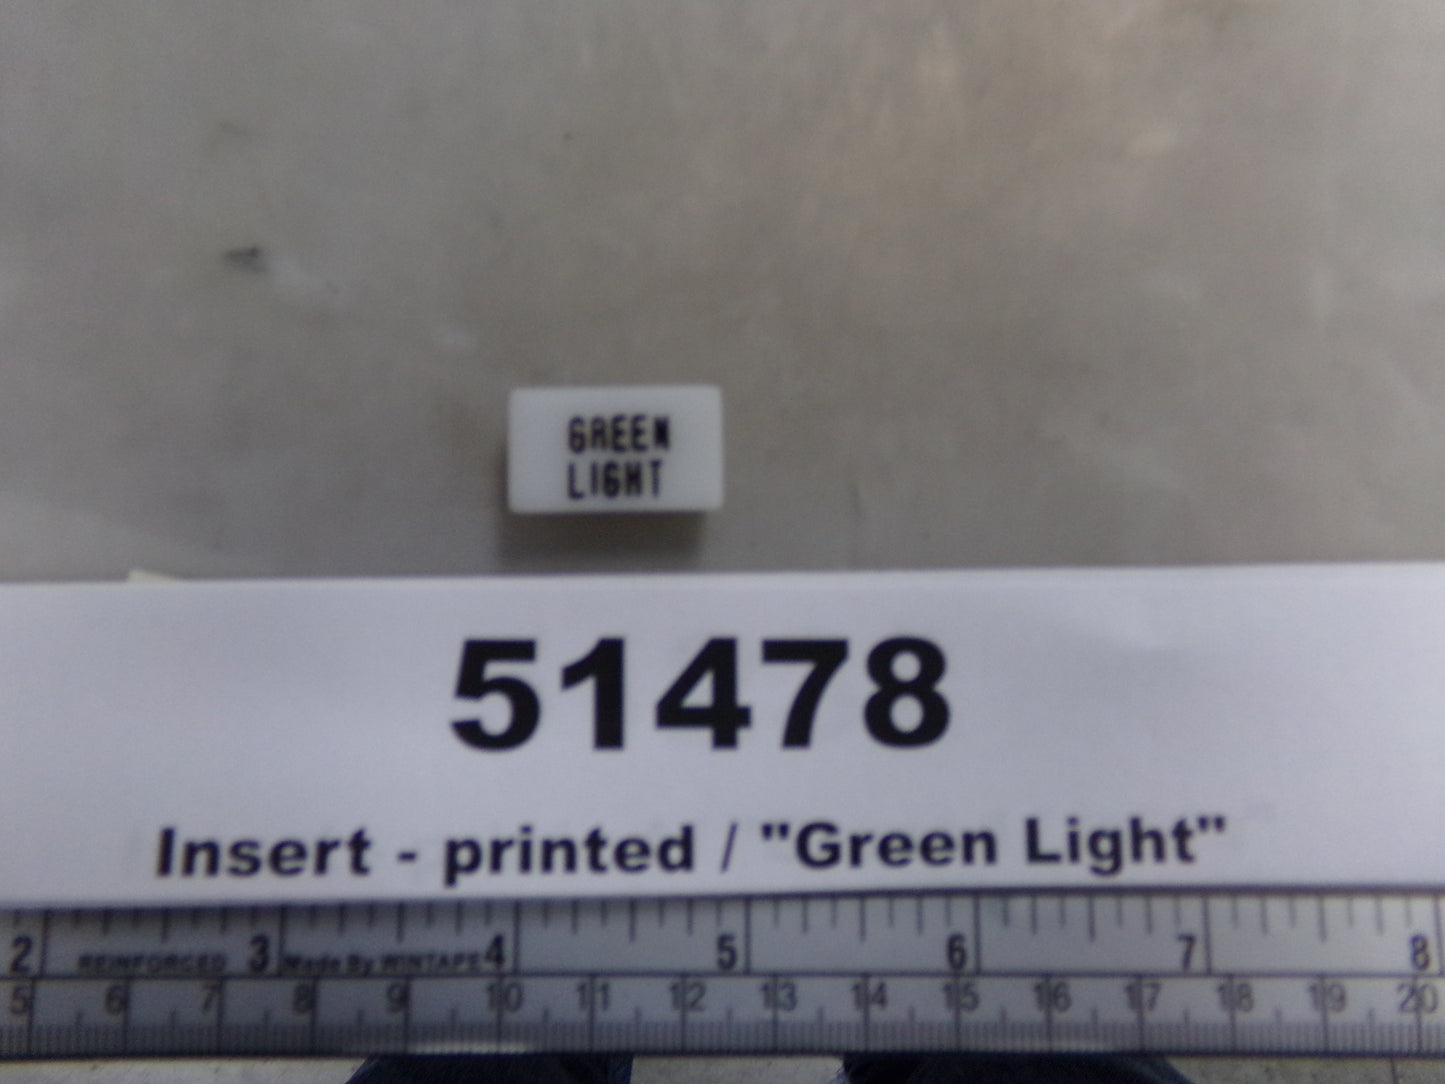 GREEN
LIGHT
51478
Insert - printed / "Green Light"
2 REINFORCED 3 Made By WINTAPE 4 5 6 7 8
5 6 7 8 9 10 11 12 13 14 15 16 17 18 19 20